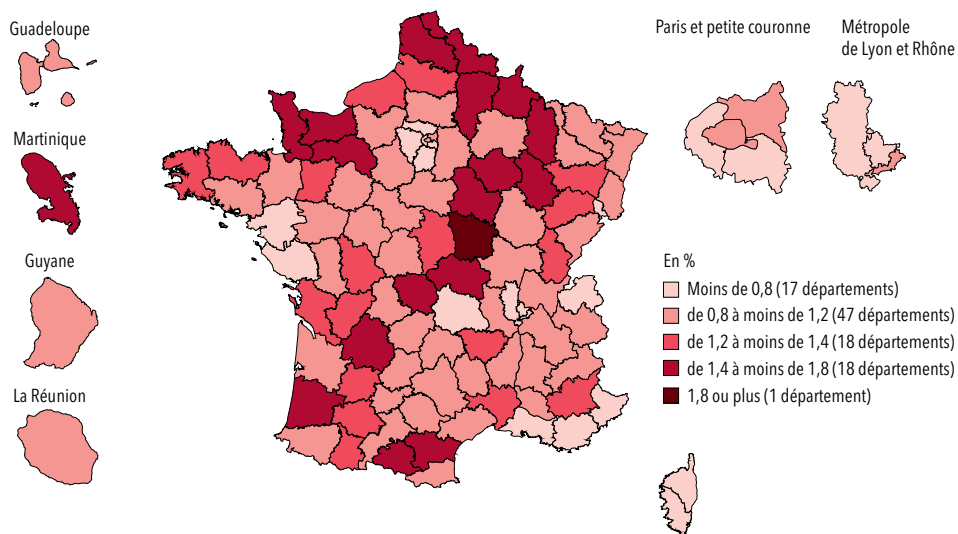 Guadeloupe
Martinique
Guyane
La Réunion
Paris et petite couronne
Métropole
de Lyon et Rhône
En %
Moins de 0,8 (17 départements)
de 0,8 à moins de 1,2 (47 départements)
de 1,2 à moins de 1,4 (18 départements)
de 1,4 à moins de 1,8 (18 départements)
1,8 ou plus (1 département)